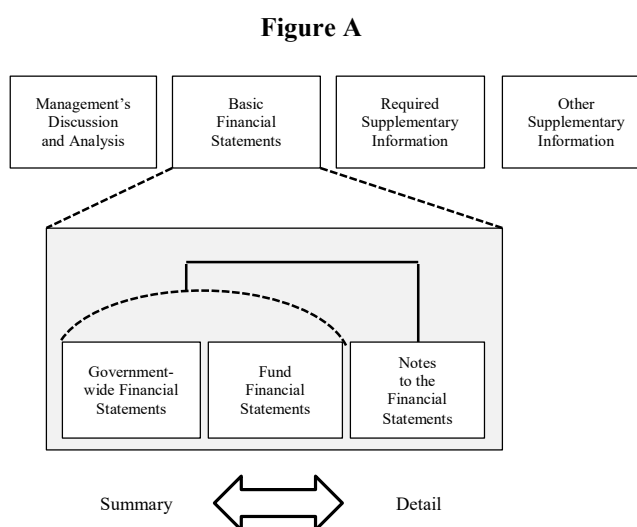 Figure A
Management’s
Discussion
and Analysis
Basic
Financial
Statements
Required
Supplementary
Information
Other
Supplementary
Information
Government-
wide Financial
Statements
Fund
Financial
Statements
Notes
to the
Financial
Statements
Summary
Detail